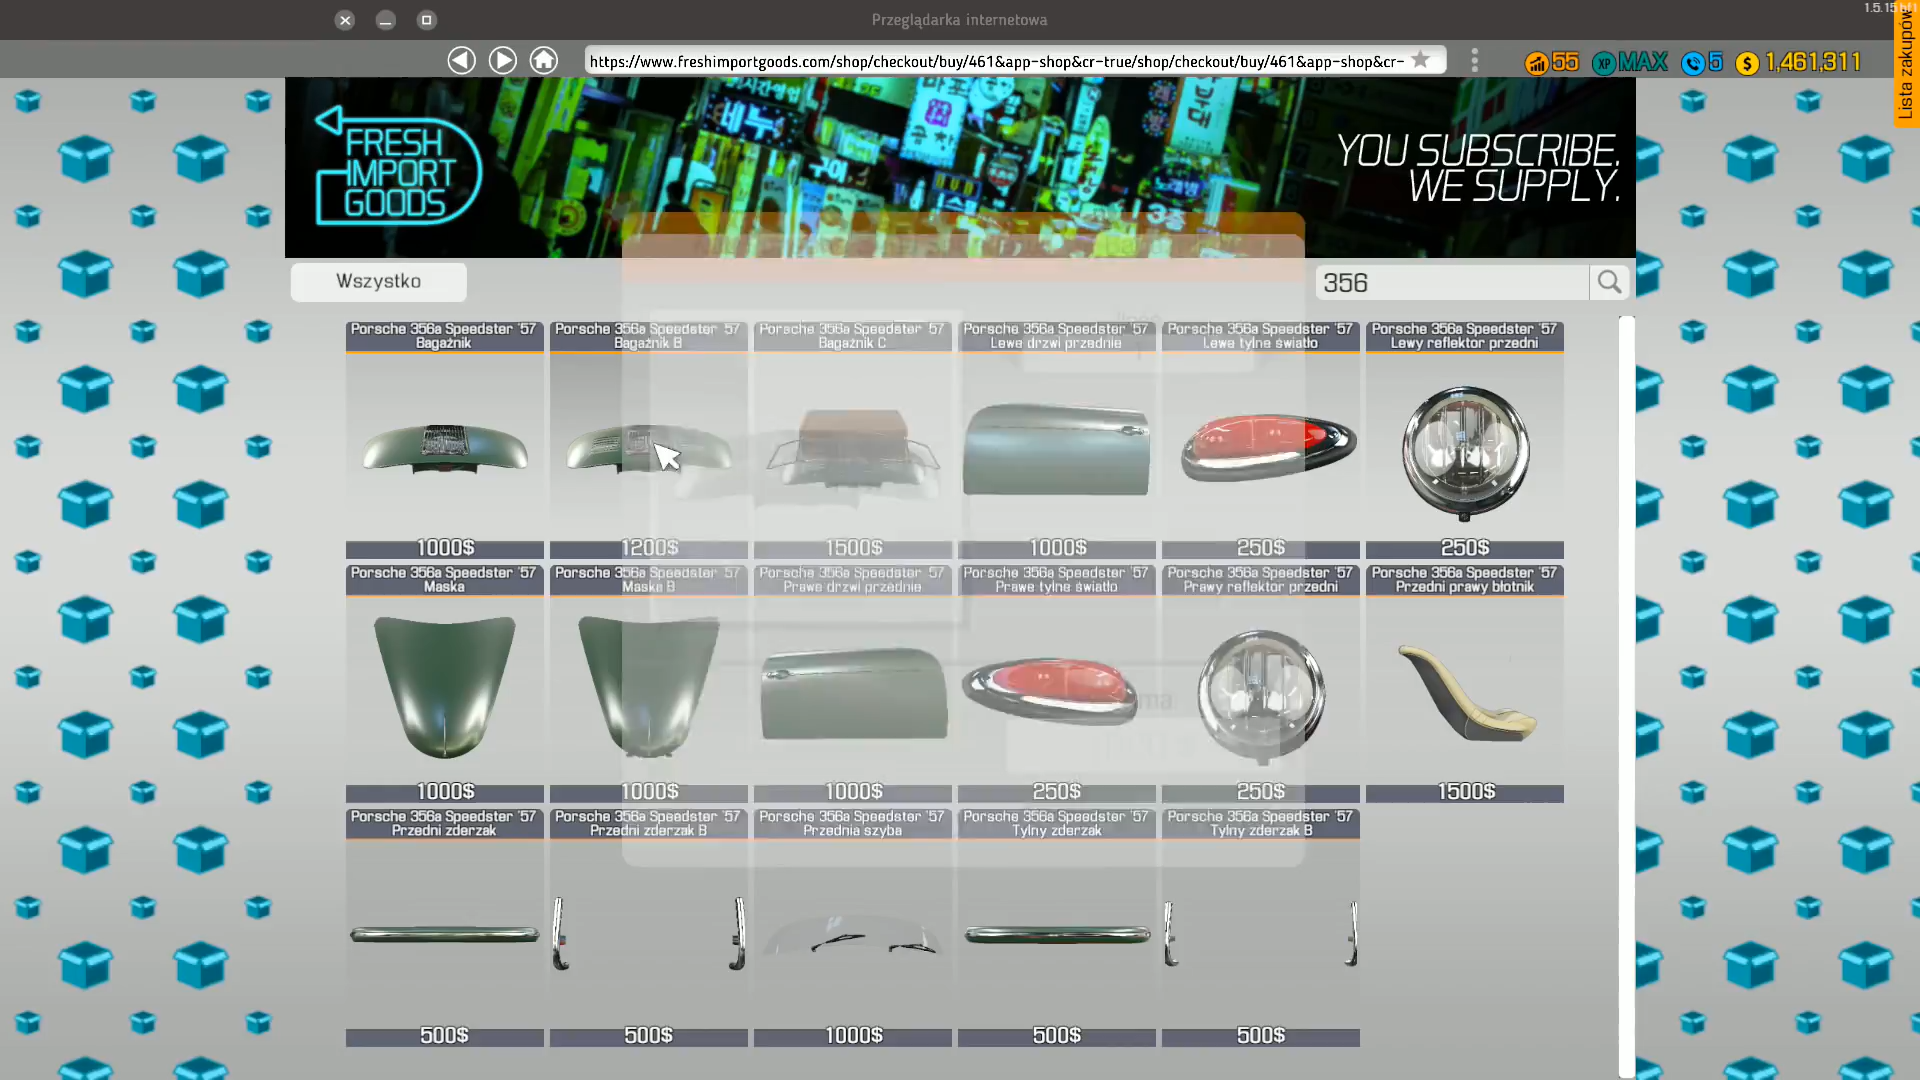 Przeglądarka internetowa
https://www.freshimportgoods.com/shop/checkout/buy/461&app-shop&cr-true/shop/checkout/buy/461&app-shop&cr-
55
XP MAX
5
$ 1,461,311
Lista zakupów
FRESH
IMPORT
GOODS
YOU SUBSCRIBE.
WE SUPPLY.
Wszystko
356
Porsche 356a Speedster '57
Bagażnik
1000$
Porsche 356a Speedster '57
Bagażnik B
1200$
Porsche 356a Speedster '57
Bagażnik C
1500$
Porsche 356a Speedster '57
Lewe drzwi przednie
1000$
Porsche 356a Speedster '57
Lewe tylne światło
250$
Porsche 356a Speedster '57
Lewy reflektor przedni
250$
Porsche 356a Speedster '57
Maska
1000$
Porsche 356a Speedster '57
Maska B
1000$
Porsche 356a Speedster '57
Prawe drzwi przednie
1000$
Porsche 356a Speedster '57
Prawe tylne światło
250$
Porsche 356a Speedster '57
Prawy reflektor przedni
250$
Porsche 356a Speedster '57
Przedni prawy błotnik
1500$
Porsche 356a Speedster '57
Przedni zderzak
500$
Porsche 356a Speedster '57
Przedni zderzak B
500$
Porsche 356a Speedster '57
Przednia szyba
1000$
Porsche 356a Speedster '57
Tylny zderzak
500$
Porsche 356a Speedster '57
Tylny zderzak B
500$